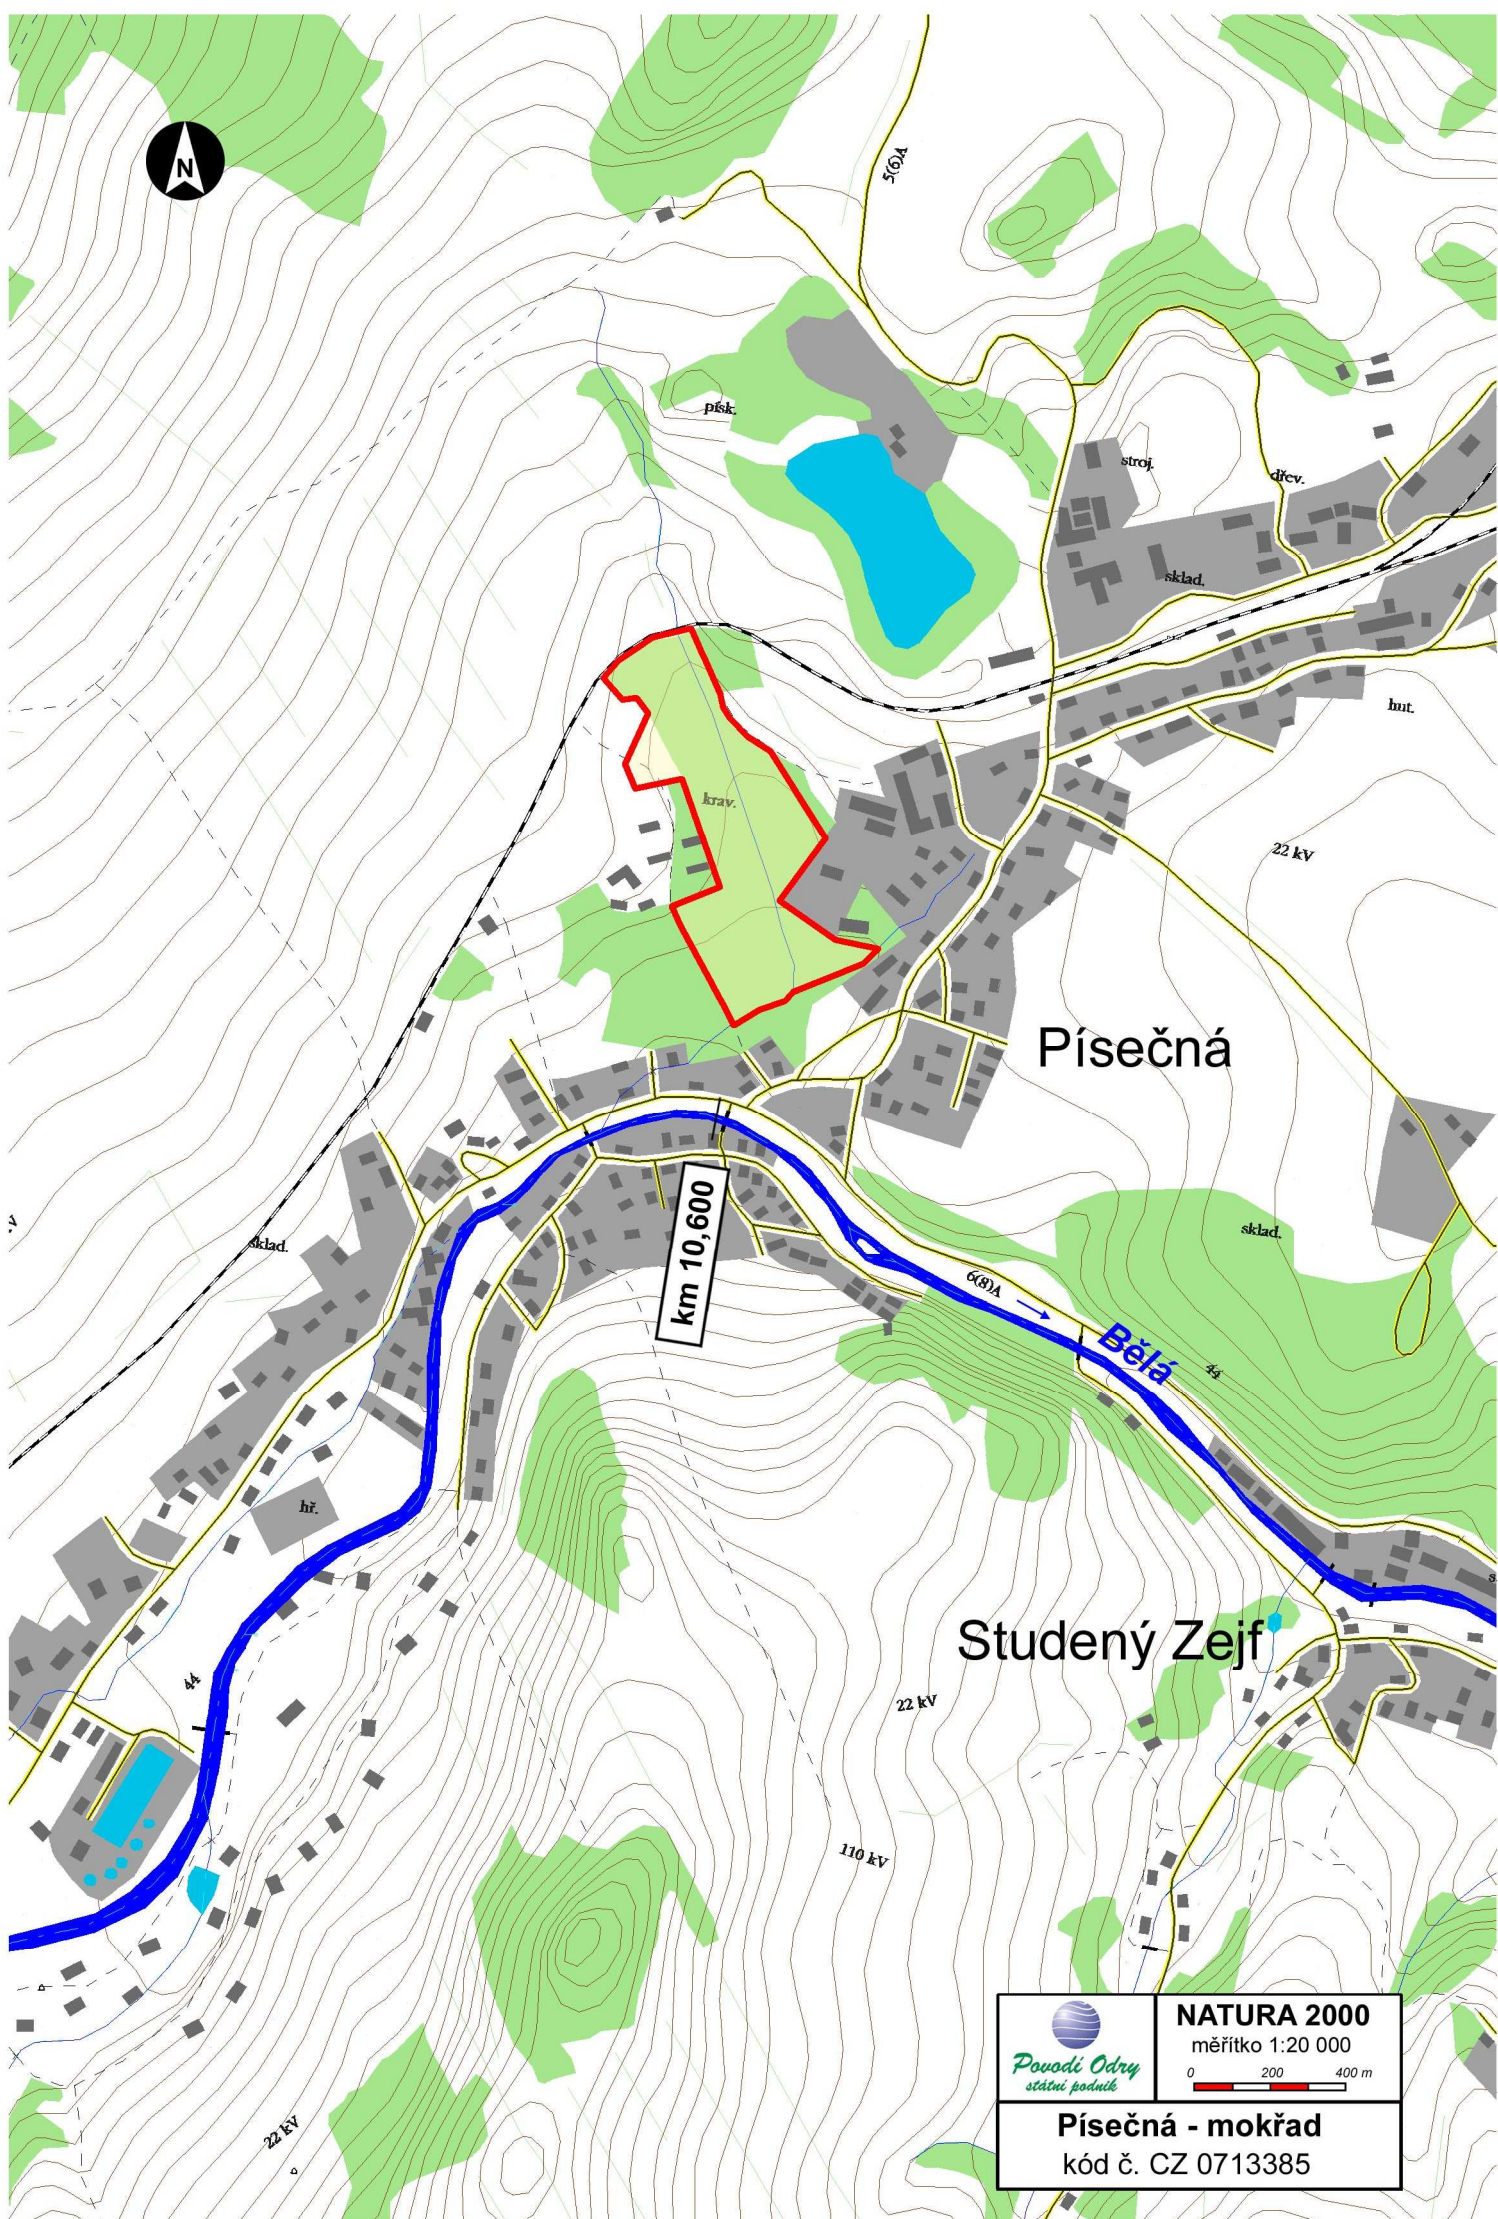 N
5(6)A
písk.
stroj.
dřev.
sklad.
hut.
krav.
22 kV
Písečná
sklad.
sklad.
km 10,600
6(8)A
Bělá
44
hř.
Studený Zejf
44
22 kV
110 kV
22 kV
Povodí Odry
státní podnik
NATURA 2000
měřítko 1:20 000
0 200 400 m
Písečná - mokřad
kód č. CZ 0713385